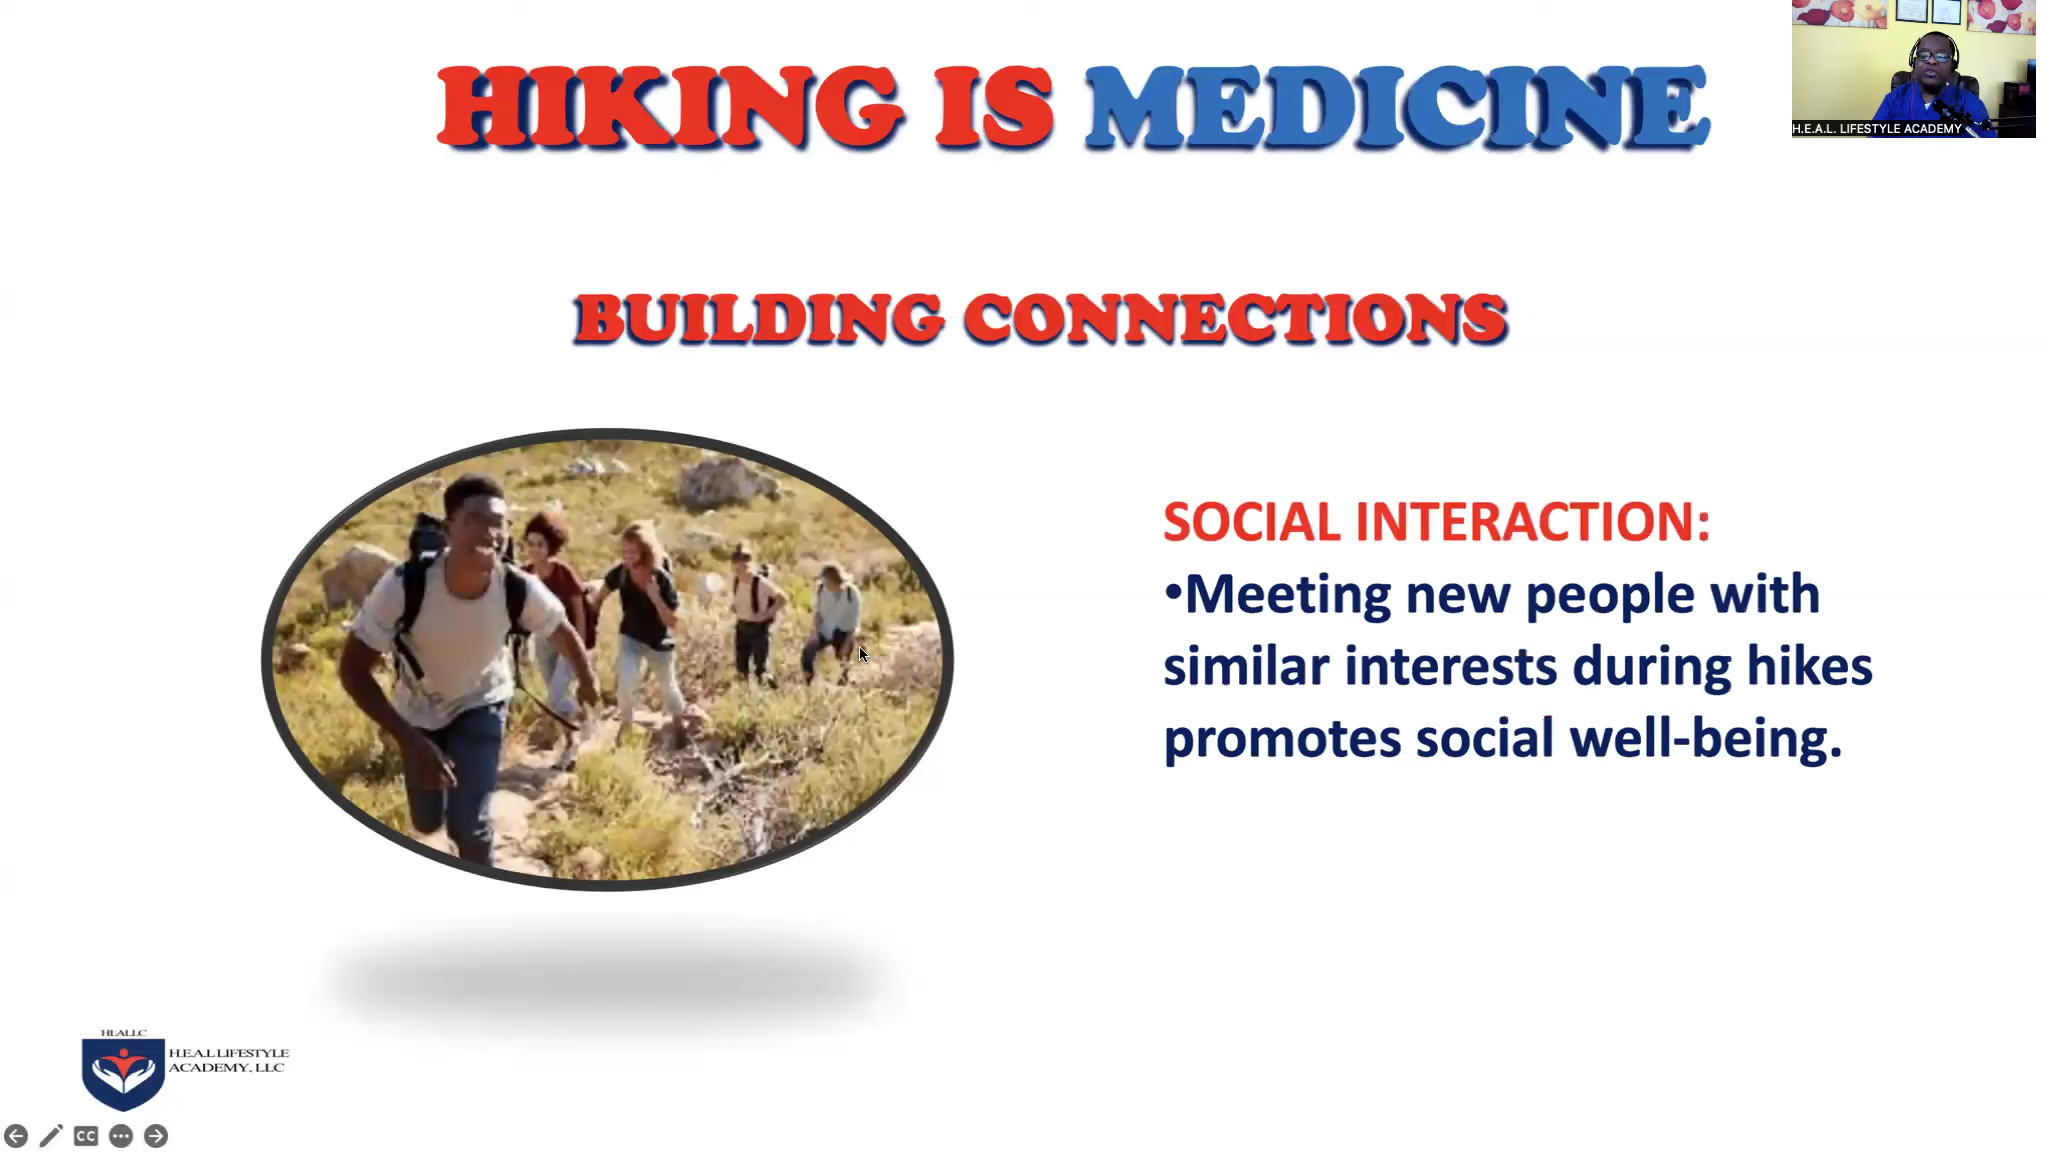 HIKING IS MEDICINE
H.E.A.L. LIFESTYLE ACADEMY
BUILDING CONNECTIONS
SOCIAL INTERACTION:
•Meeting new people with
similar interests during hikes
promotes social well-being.
HLALLC
H.E.A.L LIFESTYLE
ACADEMY, LLC
CC